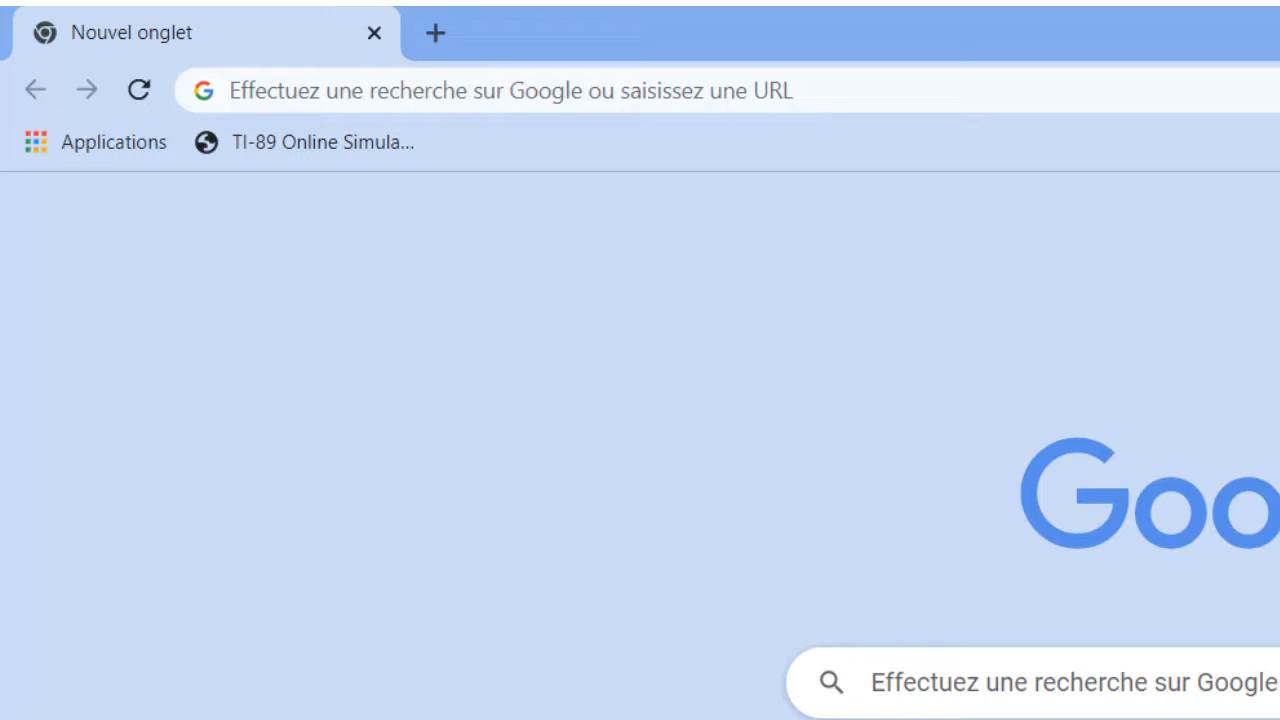 Nouvel onglet
Effectuez une recherche sur Google ou saisissez une URL
Applications
TI-89 Online Simula...
Goo
Effectuez une recherche sur Google